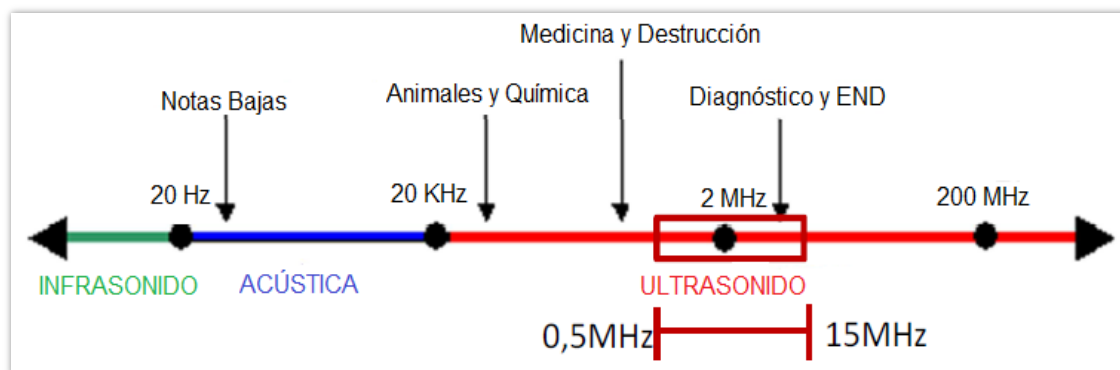 Medicina y Destrucción
Notas Bajas
Animales y Química
Diagnóstico y END
20 Hz
20 KHz
2 MHz
200 MHz
INFRASONIDO
ACÚSTICA
ULTRASONIDO
0,5MHz
15MHz